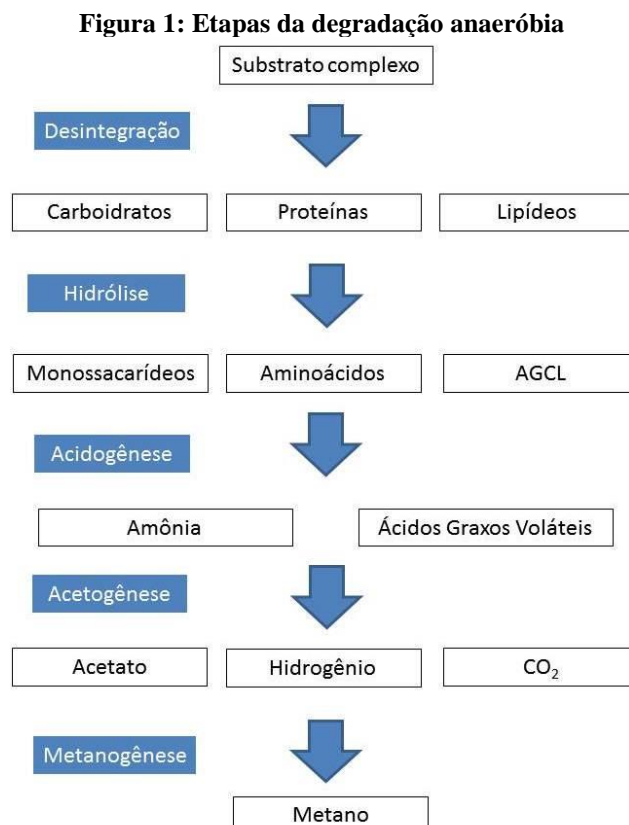 Figura 1: Etapas da degradação anaeróbia
Substrato complexo
Desintegração
Carboidratos Proteínas Lipídeos
Hidrólise
Monossacarídeos Aminoácidos AGCL
Acidogênese
Amônia Ácidos Graxos Voláteis
Acetogênese
Acetato Hidrogênio CO₂
Metanogênese
Metano